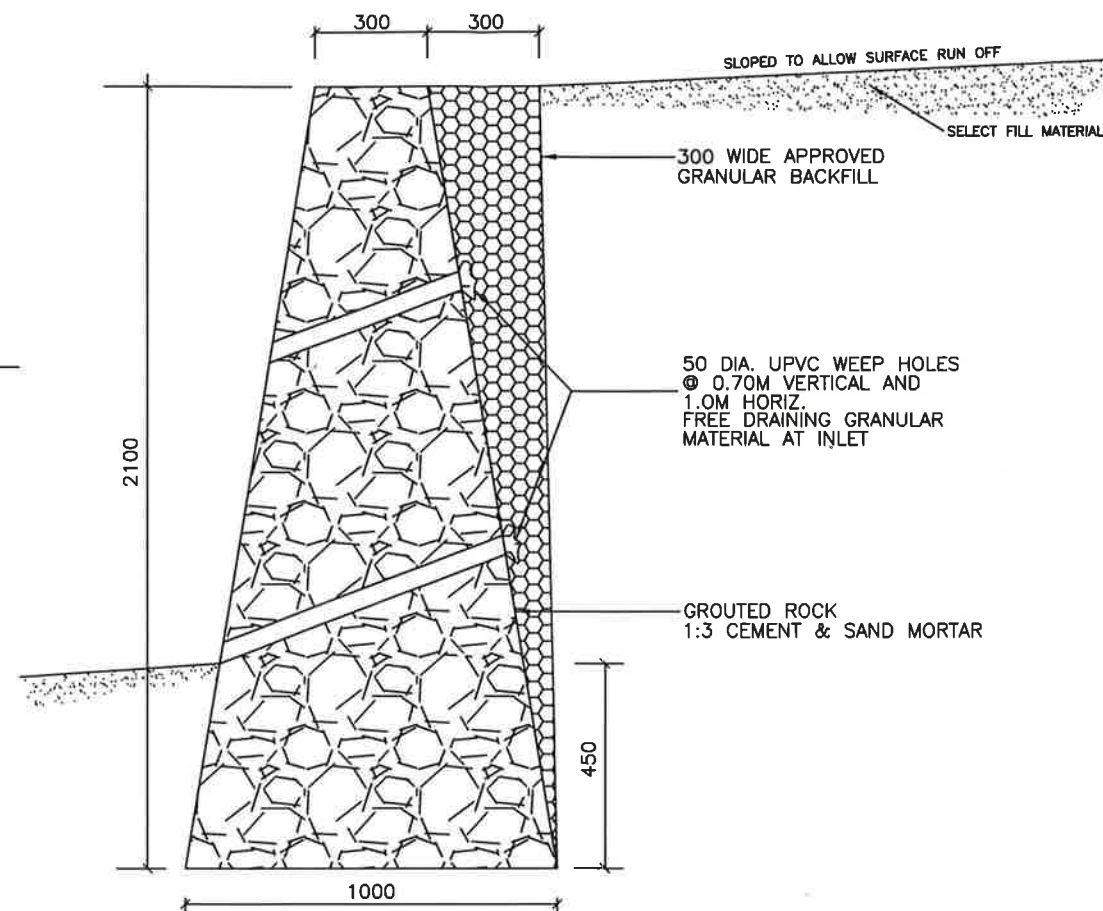 300
300
SLOPED TO ALLOW SURFACE RUN OFF
SELECT FILL MATERIAL
300 WIDE APPROVED
GRANULAR BACKFILL
2100
50 DIA. UPVC WEEP HOLES
@ 0.70M VERTICAL AND
1.0M HORIZ.
FREE DRAINING GRANULAR
MATERIAL AT INLET
GROUTED ROCK
1:3 CEMENT & SAND MORTAR
450
1000